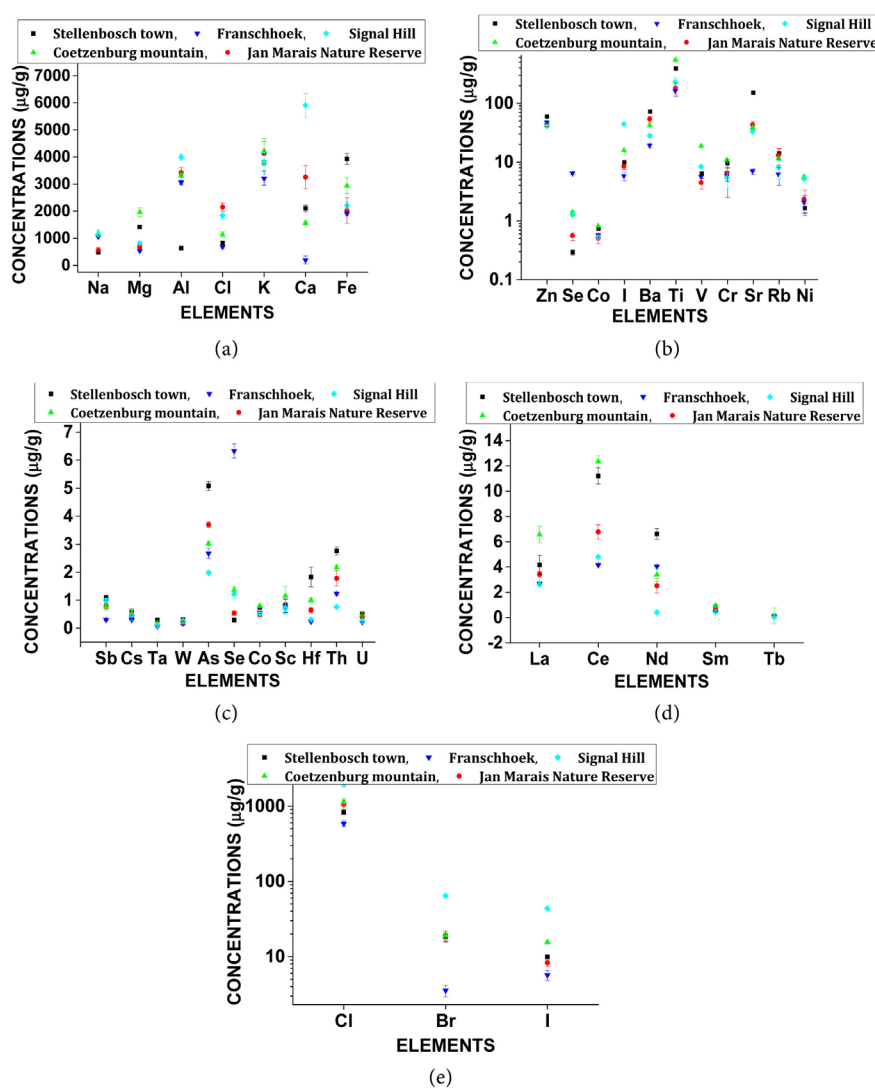 Stellenbosch town, Franschhoek, Signal Hill
Coetzenburg mountain, Jan Marais Nature Reserve
CONCENTRATIONS (µg/g)
7000
6000
5000
4000
3000
2000
1000
0
Na Mg Al Cl K Ca Fe
ELEMENTS
(a)
Stellenbosch town, Franschhoek, Signal Hill
Coetzenburg mountain, Jan Marais Nature Reserve
CONCENTRATIONS (µg/g)
100
10
1
0.1
Zn Se Co I Ba Ti V Cr Sr Rb Ni
ELEMENTS
(b)
Stellenbosch town, Franschhoek, Signal Hill
Coetzenburg mountain, Jan Marais Nature Reserve
CONCENTRATIONS (µg/g)
7
6
5
4
3
2
1
0
Sb Cs Ta W As Se Co Sc Hf Th U
ELEMENTS
(c)
Stellenbosch town, Franschhoek, Signal Hill
Coetzenburg mountain, Jan Marais Nature Reserve
CONCENTRATIONS (µg/g)
14
12
10
8
6
4
2
0
-2
La Ce Nd Sm Tb
ELEMENTS
(d)
Stellenbosch town, Franschhoek, Signal Hill
Coetzenburg mountain, Jan Marais Nature Reserve
CONCENTRATIONS (µg/g)
1000
100
10
Cl Br I
ELEMENTS
(e)